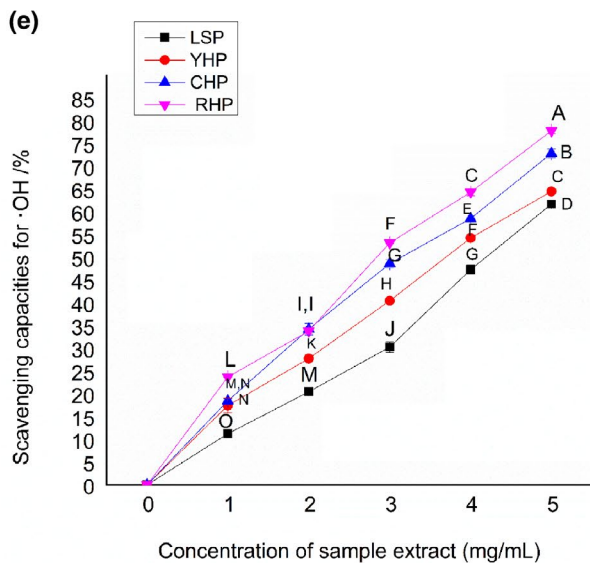 (e)
LSP
YHP
CHP
RHP
Scavenging capacities for ·OH /%
85
80
75
70
65
60
55
50
45
40
35
30
25
20
15
10
5
0
A
B
C
D
C
E
F
G
F
G
H
J
I,I
K
M
L
M,N
N
O
0 1 2 3 4 5
Concentration of sample extract (mg/mL)